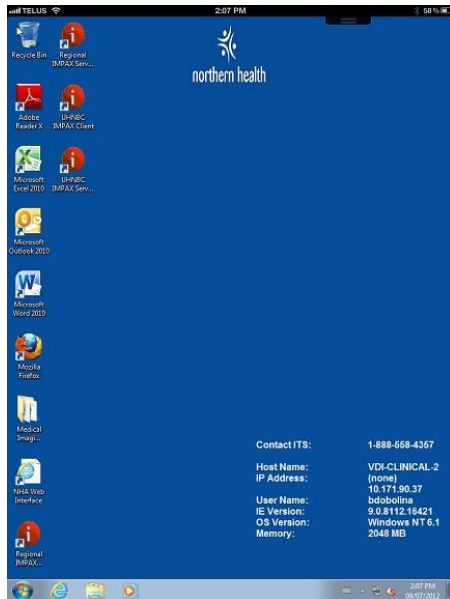 TELUS
2:07 PM
58 %
northern health
Recycle Bin
Regional
IMPAX Serv...
Adobe
Reader X
UHNBC
IMPAX Client
Microsoft
Excel 2010
UHNBC
IMPAX Serv...
Microsoft
Outlook 2010
Microsoft
Word 2010
Mozilla
Firefox
Medical
Imagi...
NHA Web
Interface
Regional
IMPAX...
Contact ITS: 1-888-558-4357
Host Name: VDI-CLINICAL-2
IP Address: (none)
10.171.90.37
User Name: bdobolina
IE Version: 9.0.8112.16421
OS Version: Windows NT 6.1
Memory: 2048 MB
2:07 PM
09/07/2012